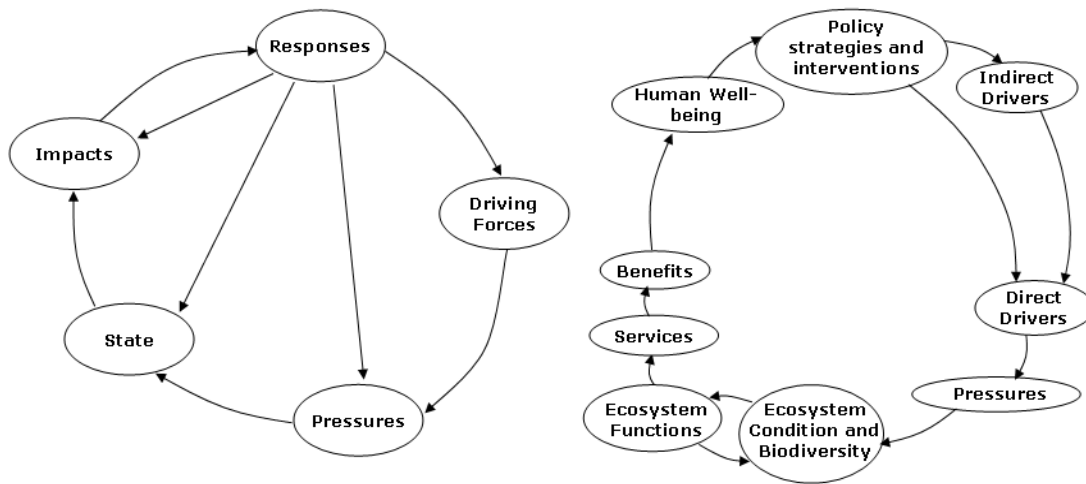 Responses
Impacts
Driving
Forces
State
Pressures
Policy
strategies and
interventions
Human Well-
being
Indirect
Drivers
Benefits
Direct
Drivers
Services
Pressures
Ecosystem
Functions
Ecosystem
Condition and
Biodiversity